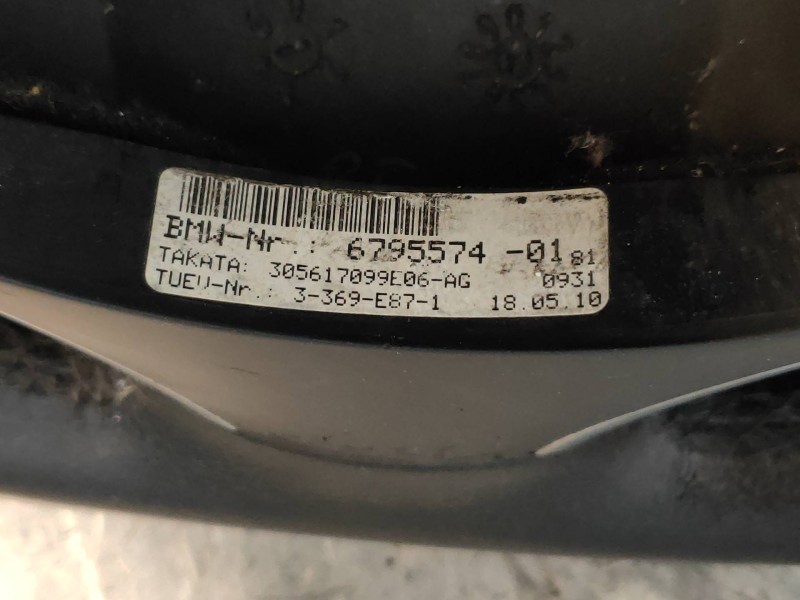 BMW-Nr.: 6795574-01 81
TAKATA: 305617099E06-AG 0931
TUEV-Nr.: 3-369-E87-1 18.05.10